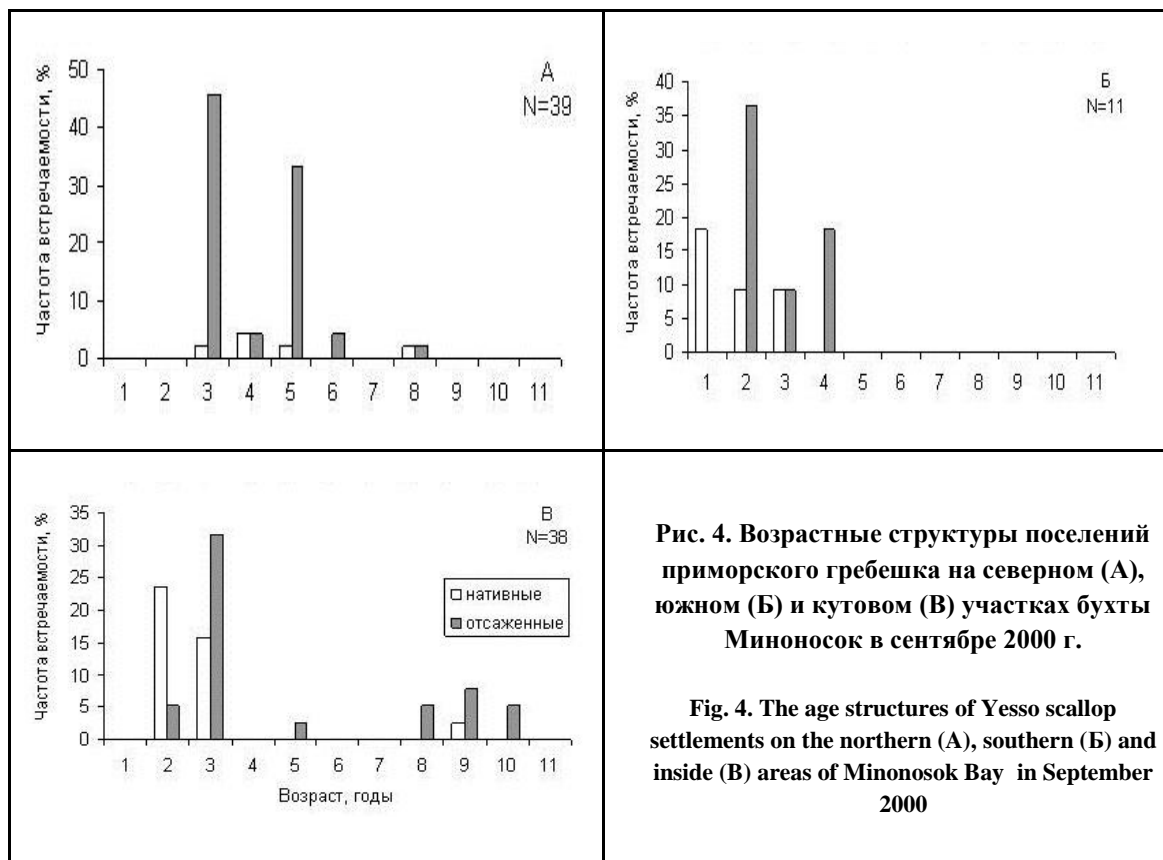 А
N=39
Частота встречаемости, %
50
40
30
20
10
0
1 2 3 4 5 6 7 8 9 10 11
Б
N=11
Частота встречаемости, %
40
35
30
25
20
15
10
5
0
1 2 3 4 5 6 7 8 9 10 11
В
N=38
Частота встречаемости, %
35
30
25
20
15
10
5
0
нативные
отсаженные
1 2 3 4 5 6 7 8 9 10 11
Возраст, годы
Рис. 4. Возрастные структуры поселений
приморского гребешка на северном (А),
южном (Б) и кутовом (В) участках бухты
Миноносок в сентябре 2000 г.
Fig. 4. The age structures of Yesso scallop
settlements on the northern (А), southern (Б) and
inside (В) areas of Minonosok Bay in September
2000